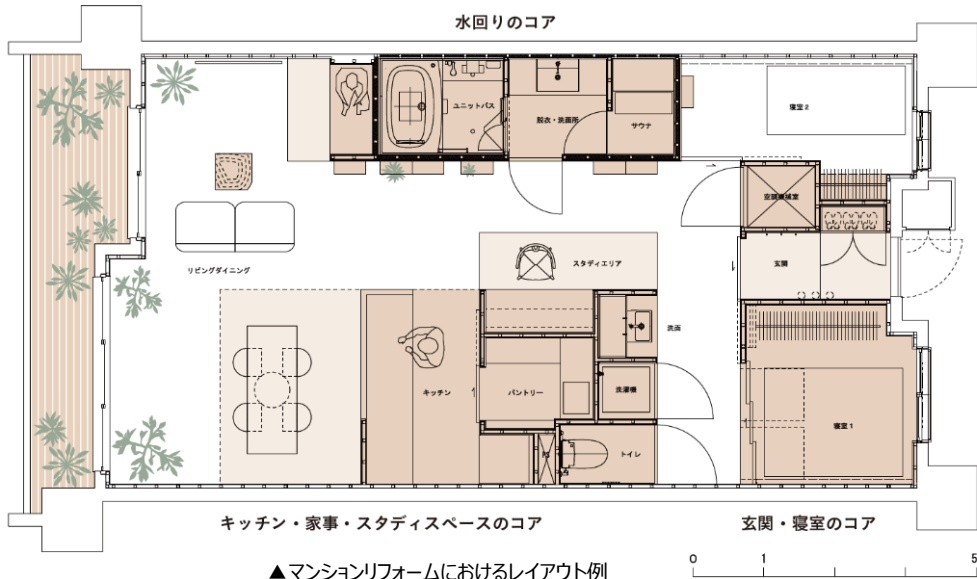 水回りのコア
ユニットバス
脱衣・洗面所
サウナ
寝室2
空調機械室
リビングダイニング
スタディエリア
玄関
洗面
キッチン
パントリー
洗濯機
寝室1
PS
トイレ
キッチン・家事・スタディスペースのコア
玄関・寝室のコア
▲マンションリフォームにおけるレイアウト例
0 1 5